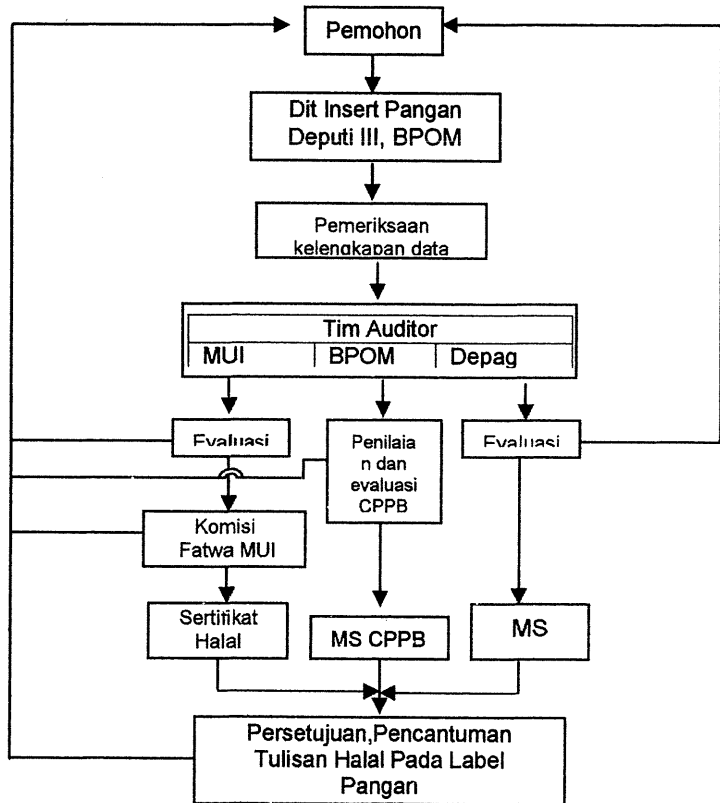 Pemohon
Dit Insert Pangan
Deputi III, BPOM
Pemeriksaan
kelengkapan data
Tim Auditor
MUI BPOM Depag
Evaluasi
Penilaia
n dan
evaluasi
CPPB
Evaluasi
Komisi
Fatwa MUI
Sertifikat
Halal
MS CPPB
MS
Persetujuan,Pencantuman
Tulisan Halal Pada Label
Pangan